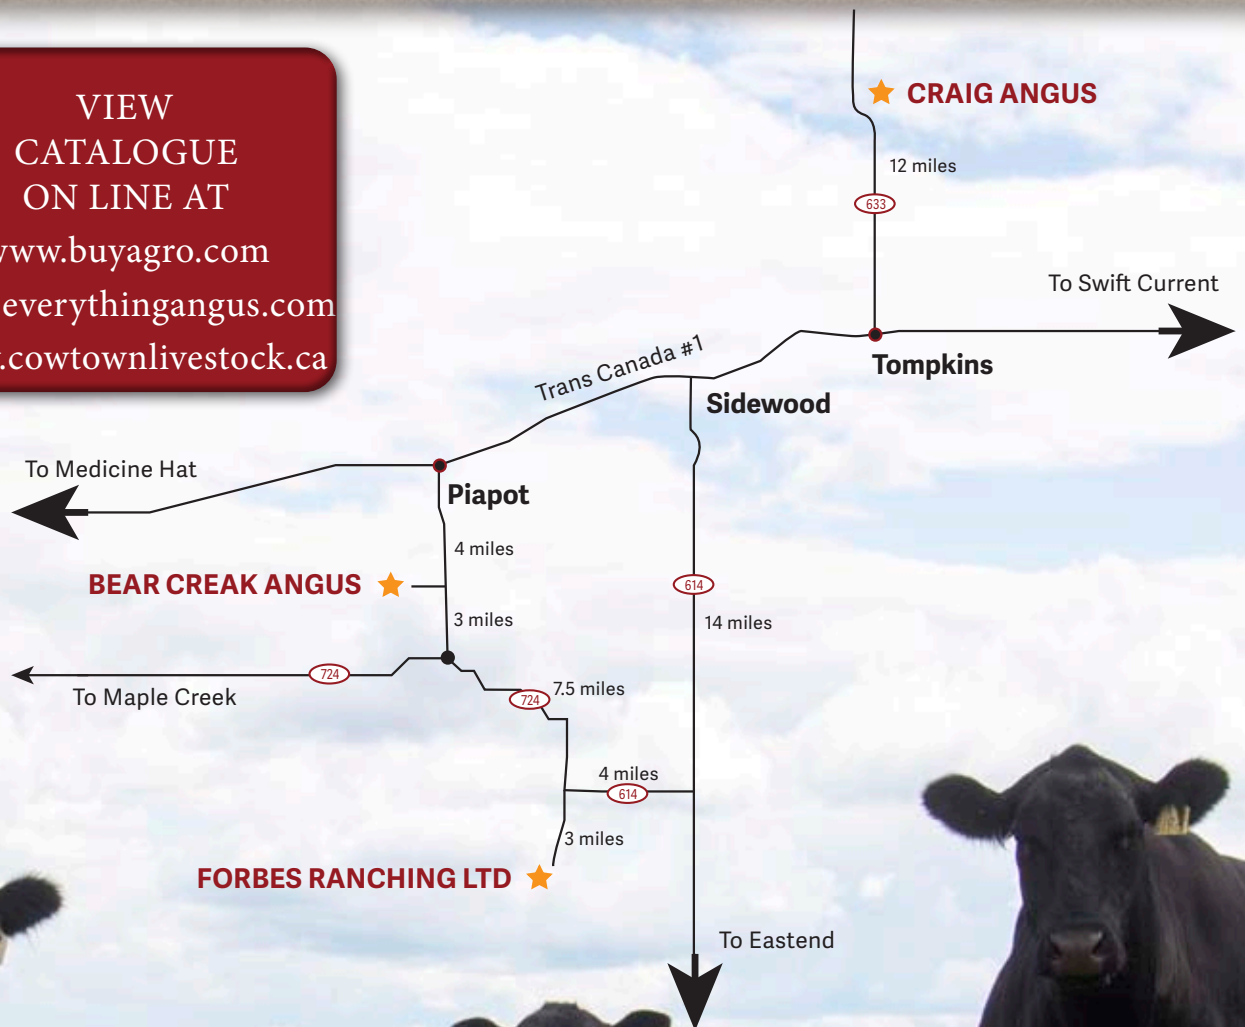 VIEW
CATALOGUE
ON LINE AT
www.buyagro.com
everythingangus.com
.cowtownlivestock.ca
CRAIG ANGUS
12 miles
633
To Swift Current
Tompkins
Trans Canada #1
Sidewood
To Medicine Hat
Piapot
4 miles
BEAR CREAK ANGUS
614
3 miles
14 miles
724
To Maple Creek
7.5 miles
724
4 miles
614
3 miles
FORBES RANCHING LTD
To Eastend